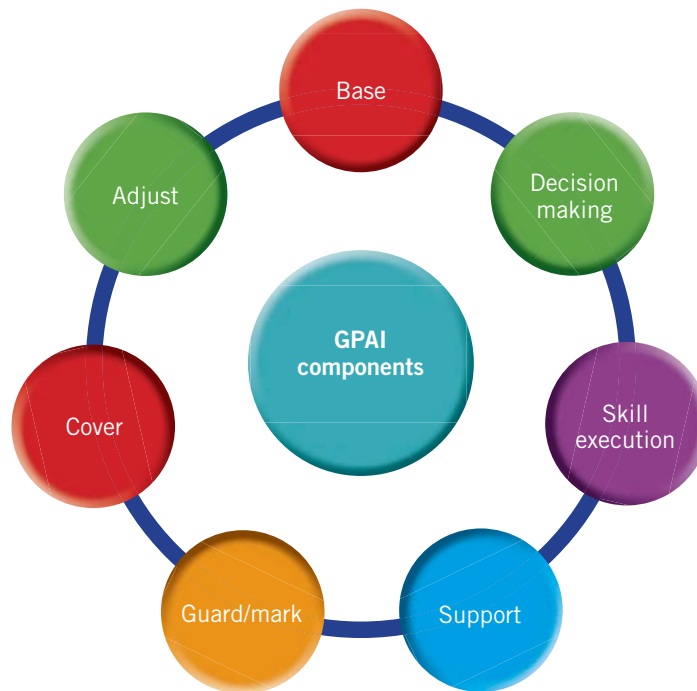 Base
Decision
making
Skill
execution
Support
Guard/mark
Cover
Adjust
GPAI
components